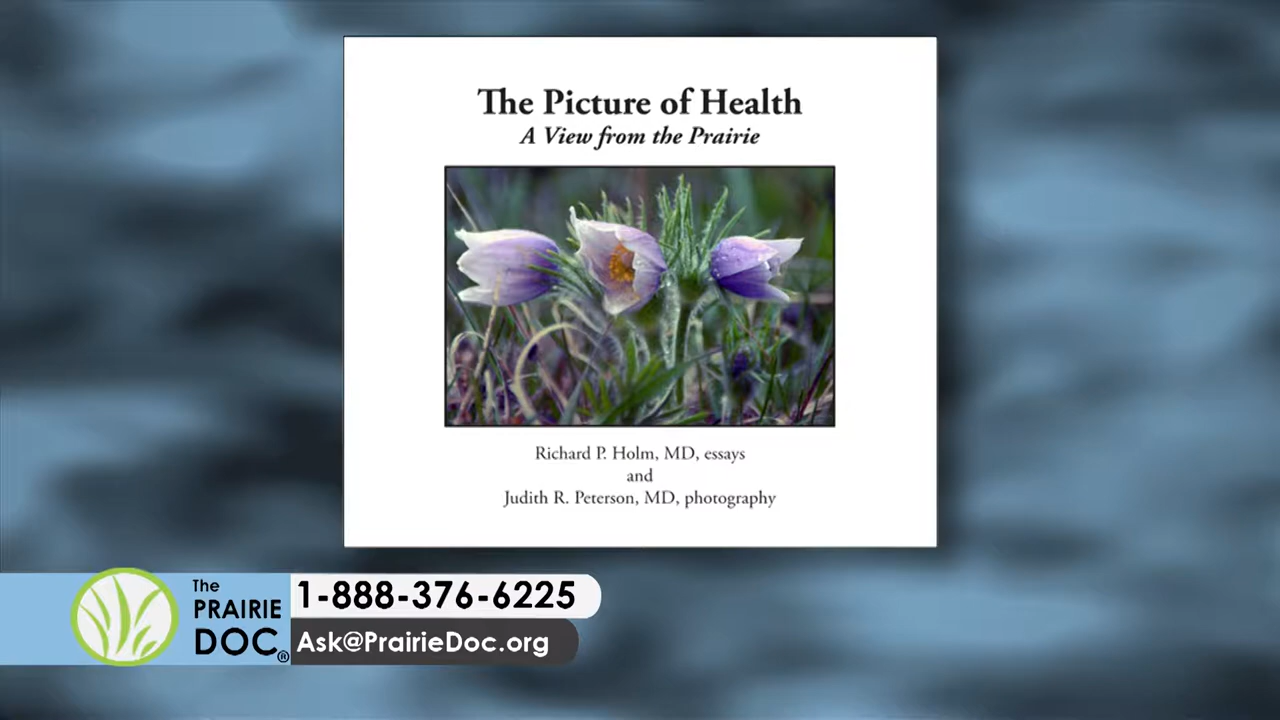 The Picture of Health
A View from the Prairie
Richard P. Holm, MD, essays
and
Judith R. Peterson, MD, photography
The
PRAIRIE
DOC®
1-888-376-6225
Ask@PrairieDoc.org